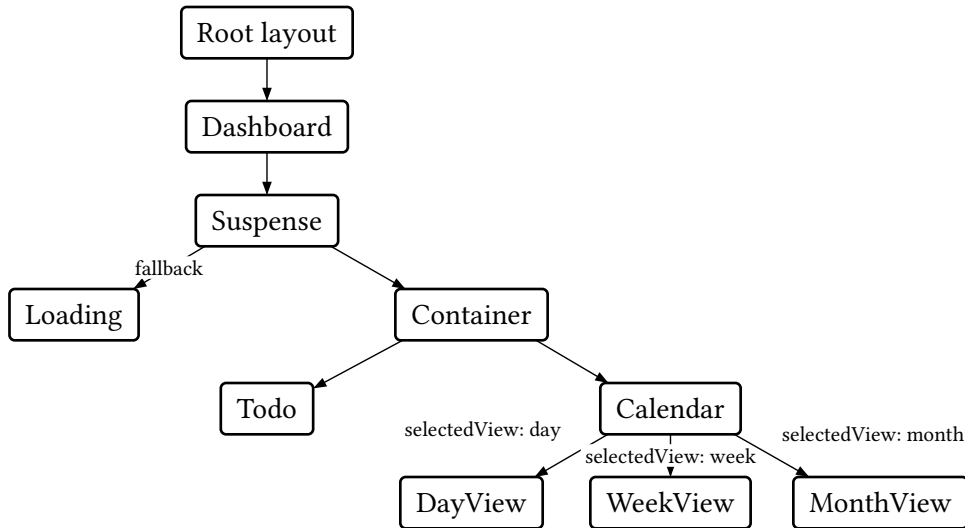 Root layout
Dashboard
Suspense
fallback
Loading
Container
Todo
Calendar
selectedView: day
selectedView: week
selectedView: month
DayView
WeekView
MonthView